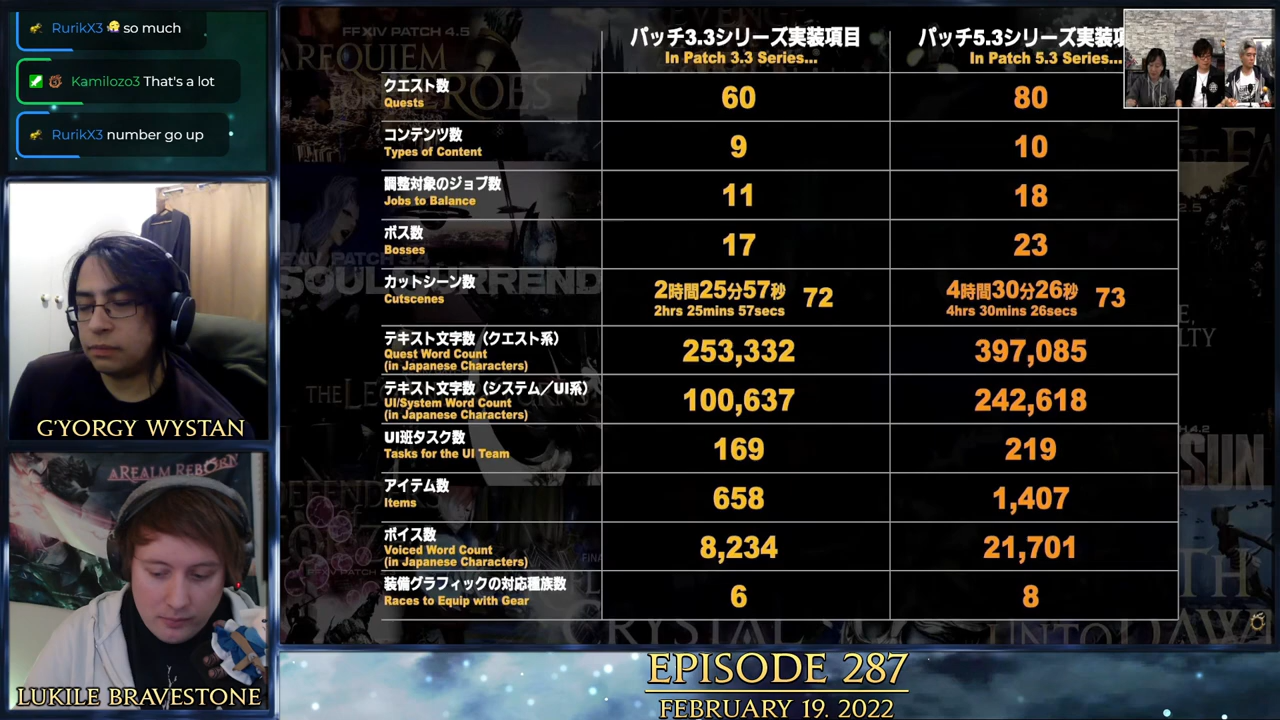 RurikX3 so much
Kamilozo3 That's a lot
RurikX3 number go up
G'YORGY WYSTAN
A REALM REBORN
LUKILE BRAVESTONE
FFXIV PATCH 4.5
REQUIEM
FOR HEROES
パッチ3.3シリーズ実装項目
In Patch 3.3 Series...
パッチ5.3シリーズ実装項
In Patch 5.3 Series...
クエスト数
Quests
60
80
コンテンツ数
Types of Content
9
10
調整対象のジョブ数
Jobs to Balance
11
18
ボス数
Bosses
17
23
カットシーン数
Cutscenes
2時間25分57秒
2hrs 25mins 57secs
72
4時間30分26秒
4hrs 30mins 26secs
73
テキスト文字数（クエスト系）
Quest Word Count
(in Japanese Characters)
253,332
397,085
テキスト文字数（システム／UI系）
UI/System Word Count
(in Japanese Characters)
100,637
242,618
UI班タスク数
Tasks for the UI Team
169
219
アイテム数
Items
658
1,407
ボイス数
Voiced Word Count
(in Japanese Characters)
8,234
21,701
装備グラフィックの対応種族数
Races to Equip with Gear
6
8
EPISODE 287
FEBRUARY 19, 2022